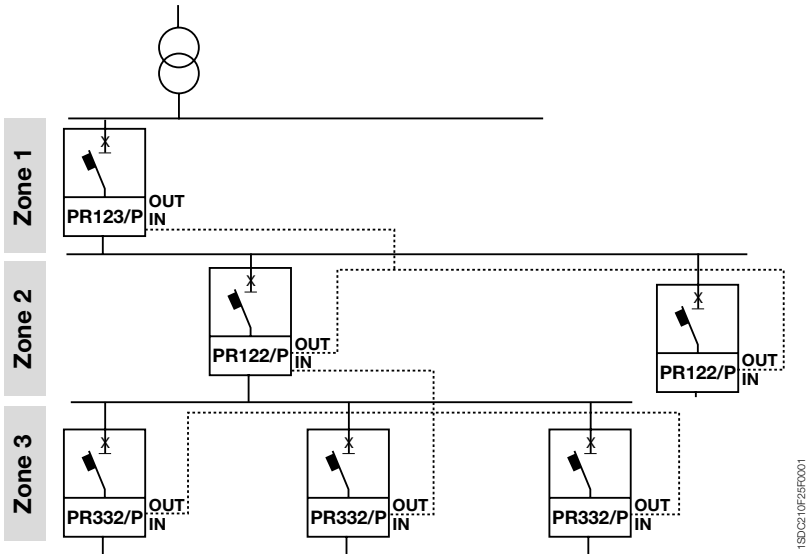 Zone 1
OUT
PR123/P IN
Zone 2
OUT
PR122/P IN
OUT
PR122/P IN
Zone 3
OUT
PR332/P IN
OUT
PR332/P IN
OUT
PR332/P IN
1SDC210F25F0001